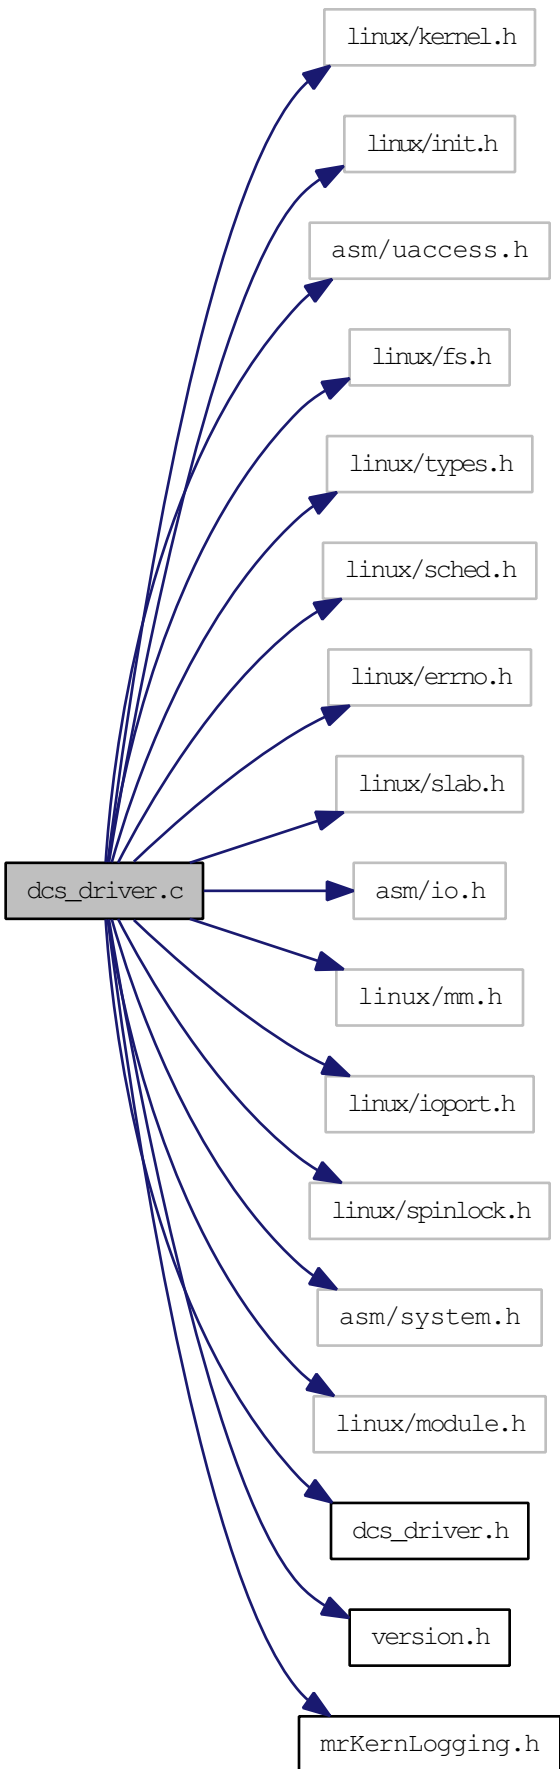 linux/kernel.h
linux/init.h
asm/uaccess.h
linux/fs.h
linux/types.h
linux/sched.h
linux/errno.h
linux/slab.h
dcs_driver.c
asm/io.h
linux/mm.h
linux/ioport.h
linux/spinlock.h
asm/system.h
linux/module.h
dcs_driver.h
version.h
mrKernLogging.h